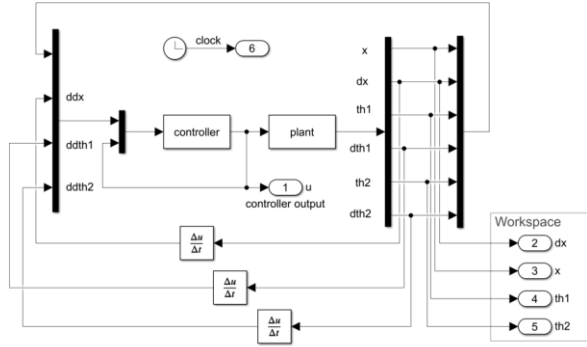 clock
6
x
dx
th1
dth1
th2
dth2
ddx
ddth1
ddth2
controller
plant
1
u
controller output
Δu
Δt
Δu
Δt
Δu
Δt
Workspace
2 dx
3 x
4 th1
5 th2